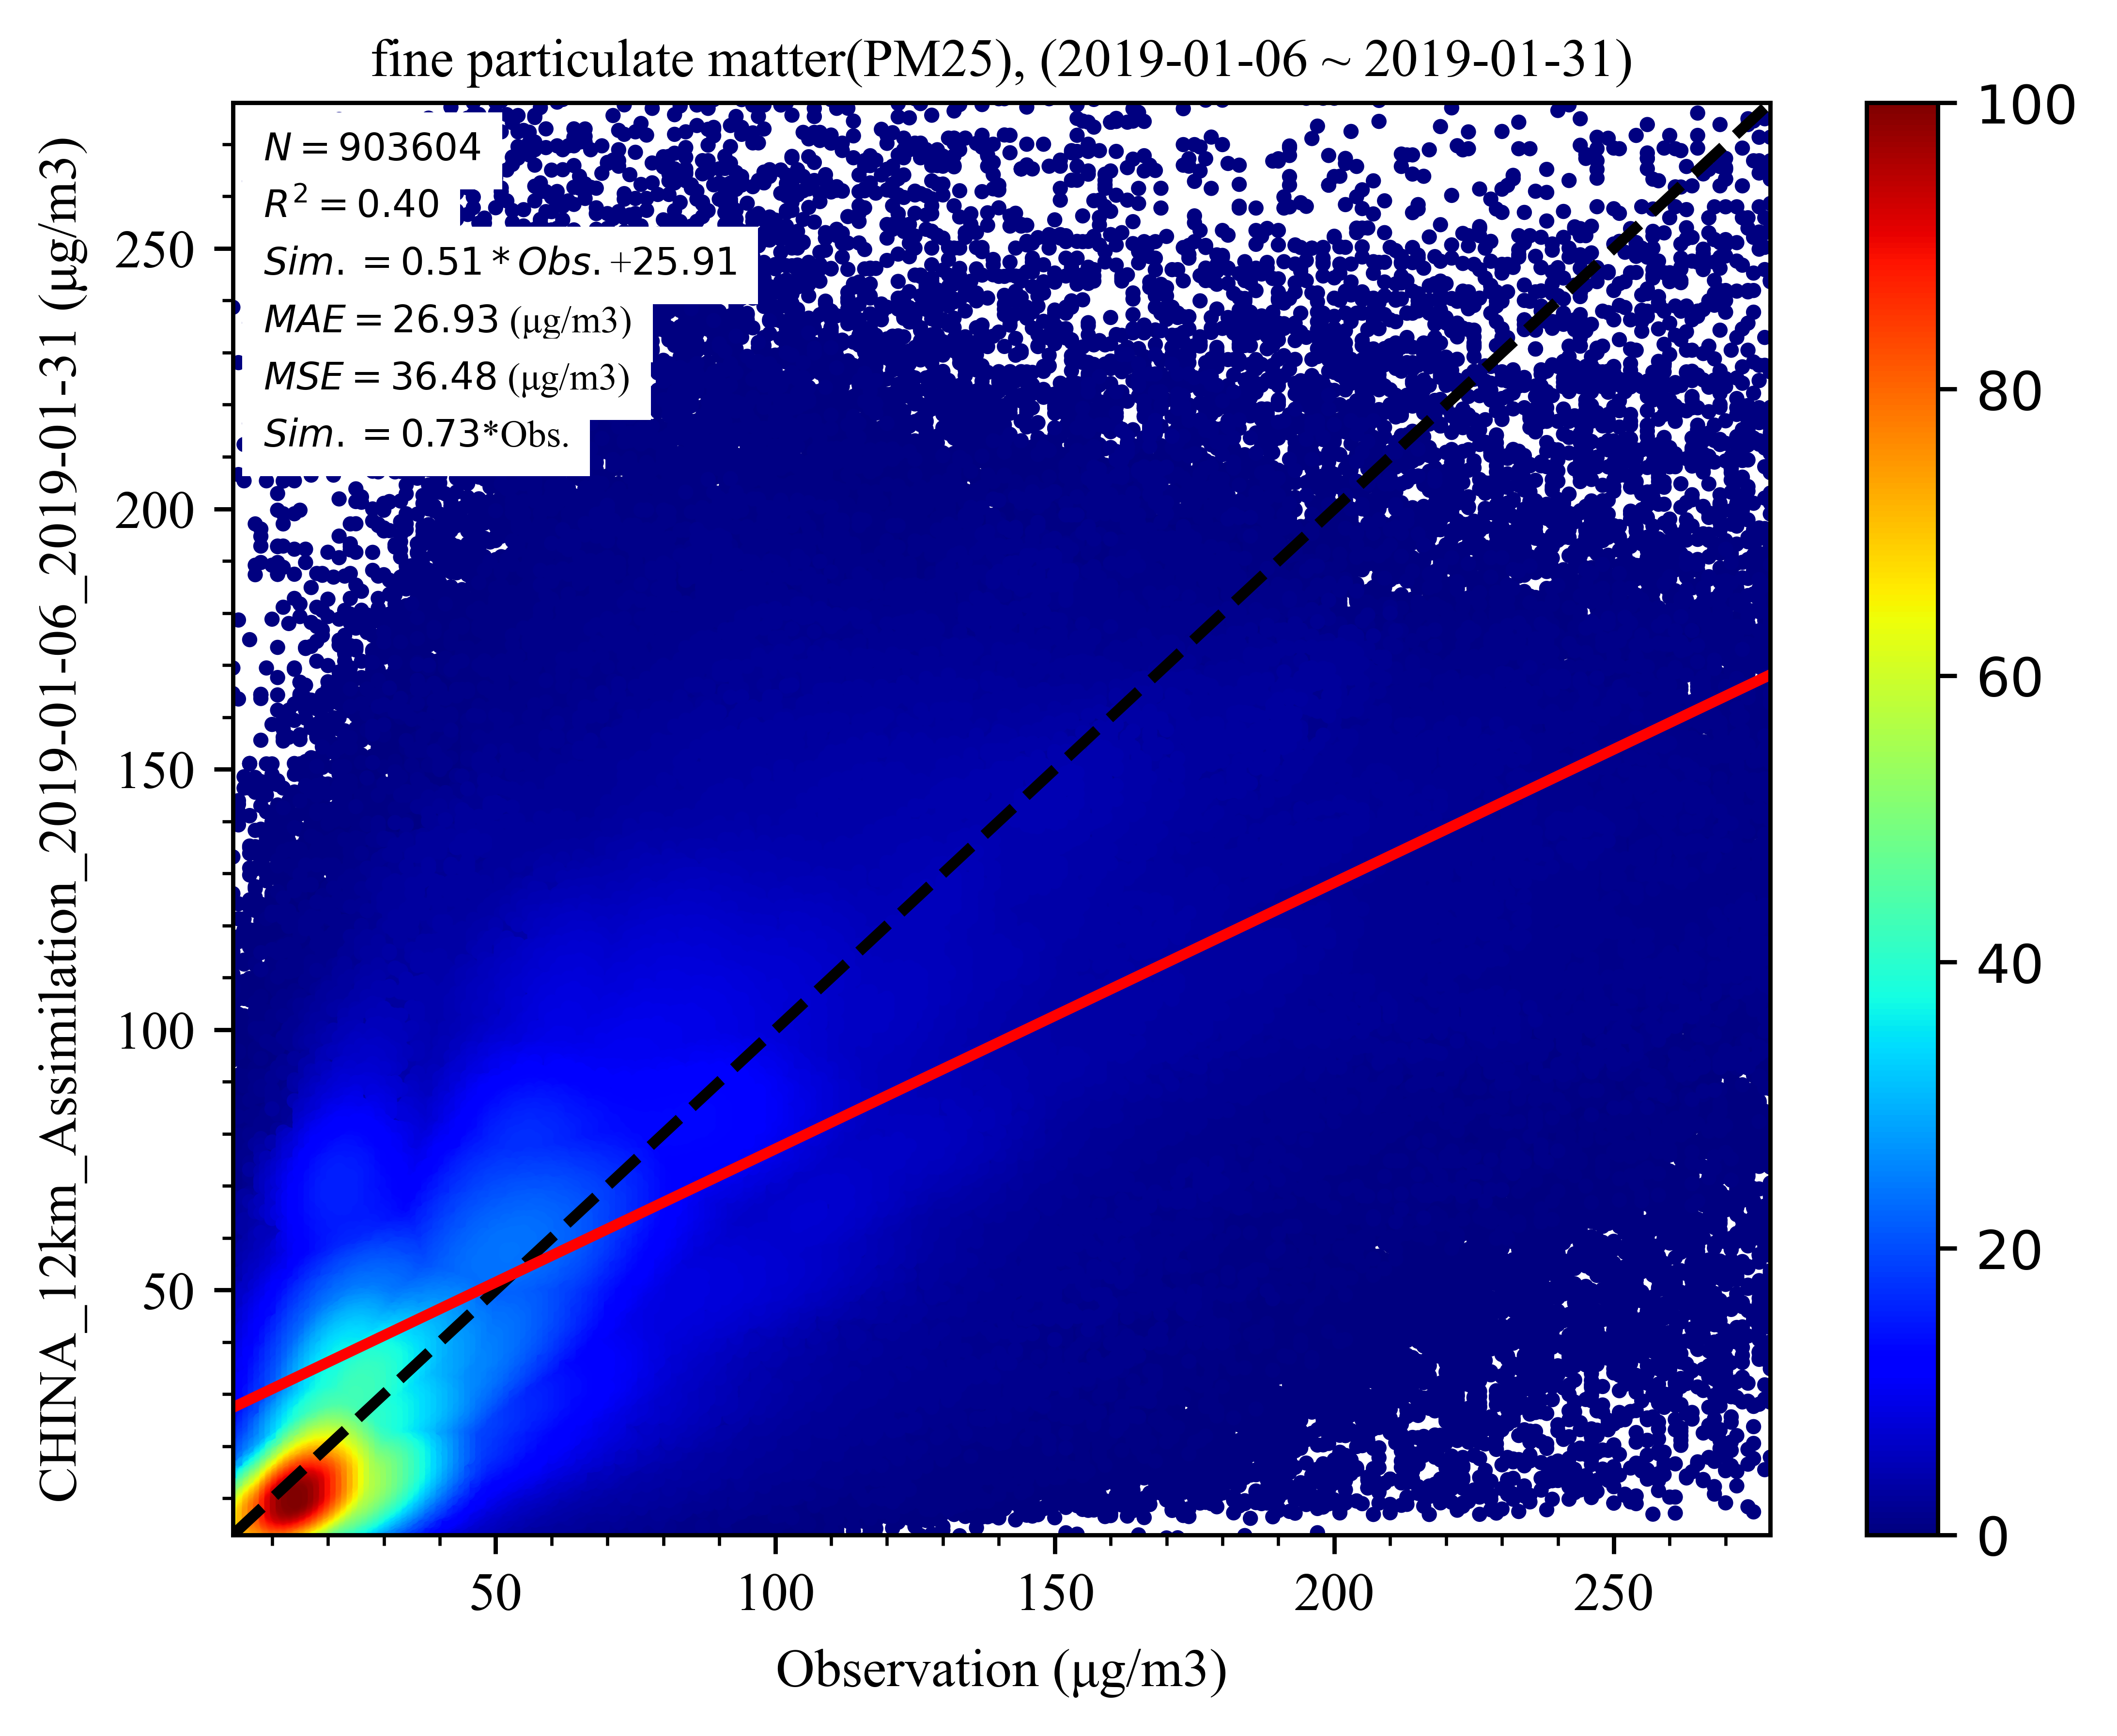 fine particulate matter(PM25), (2019-01-06 ~ 2019-01-31)
N = 903604
R² = 0.40
Sim. = 0.51 * Obs. +25.91
MAE = 26.93 (μg/m3)
MSE = 36.48 (μg/m3)
Sim. = 0.73*Obs.
CHINA_12km_Assimilation_2019-01-06_2019-01-31 (μg/m3)
250
200
150
100
50
50 100 150 200 250
Observation (μg/m3)
100
80
60
40
20
0